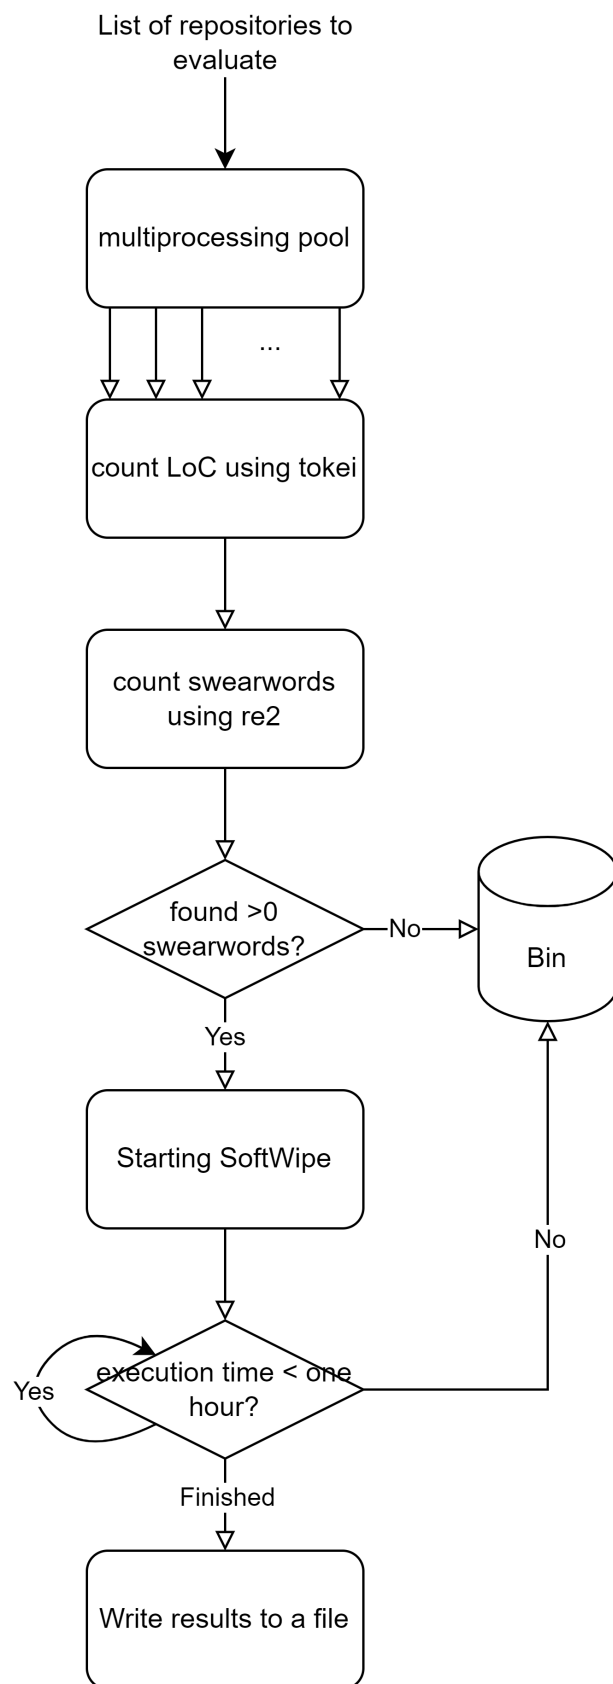 List of repositories to
evaluate
multiprocessing pool
...
count LoC using tokei
count swearwords
using re2
found >0
swearwords?
No
Bin
Yes
Starting SoftWipe
No
execution time < one
hour?
Yes
Finished
Write results to a file